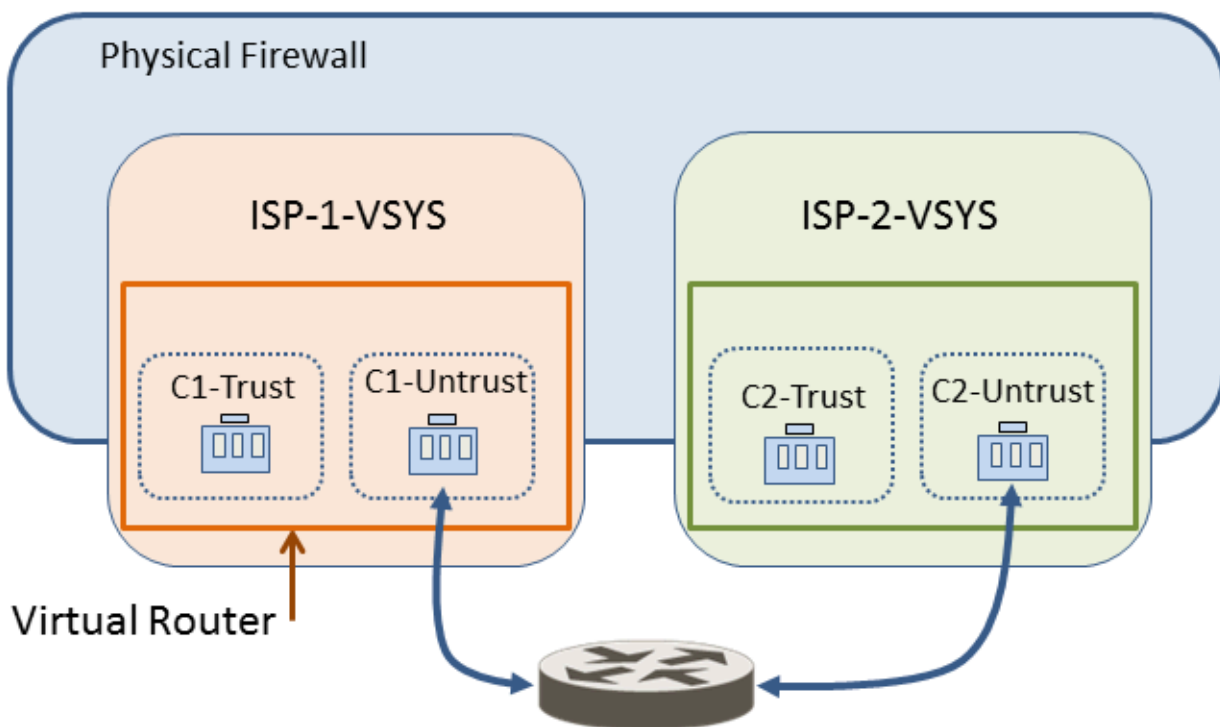 Physical Firewall
ISP-1-VSYS
ISP-2-VSYS
C1-Trust
C1-Untrust
C2-Trust
C2-Untrust
Virtual Router